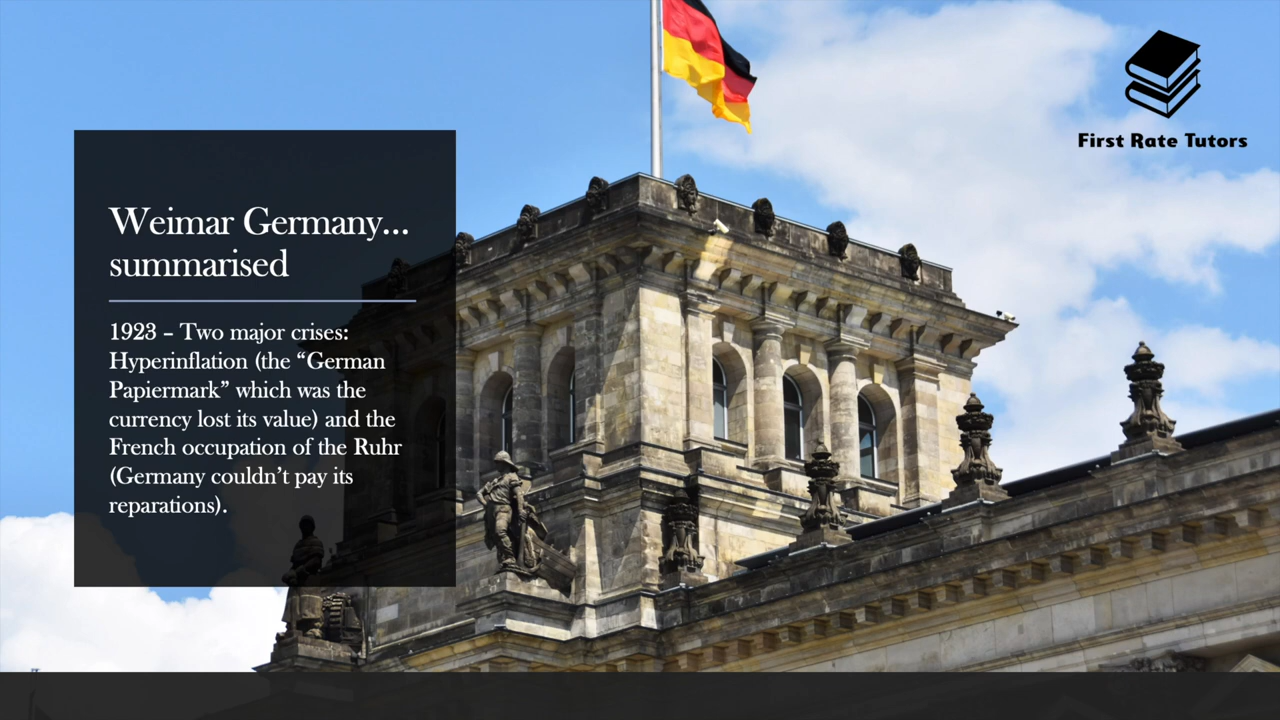 First Rate Tutors
Weimar Germany...
summarised
1923 – Two major crises:
Hyperinflation (the “German
Papiermark” which was the
currency lost its value) and the
French occupation of the Ruhr
(Germany couldn’t pay its
reparations).